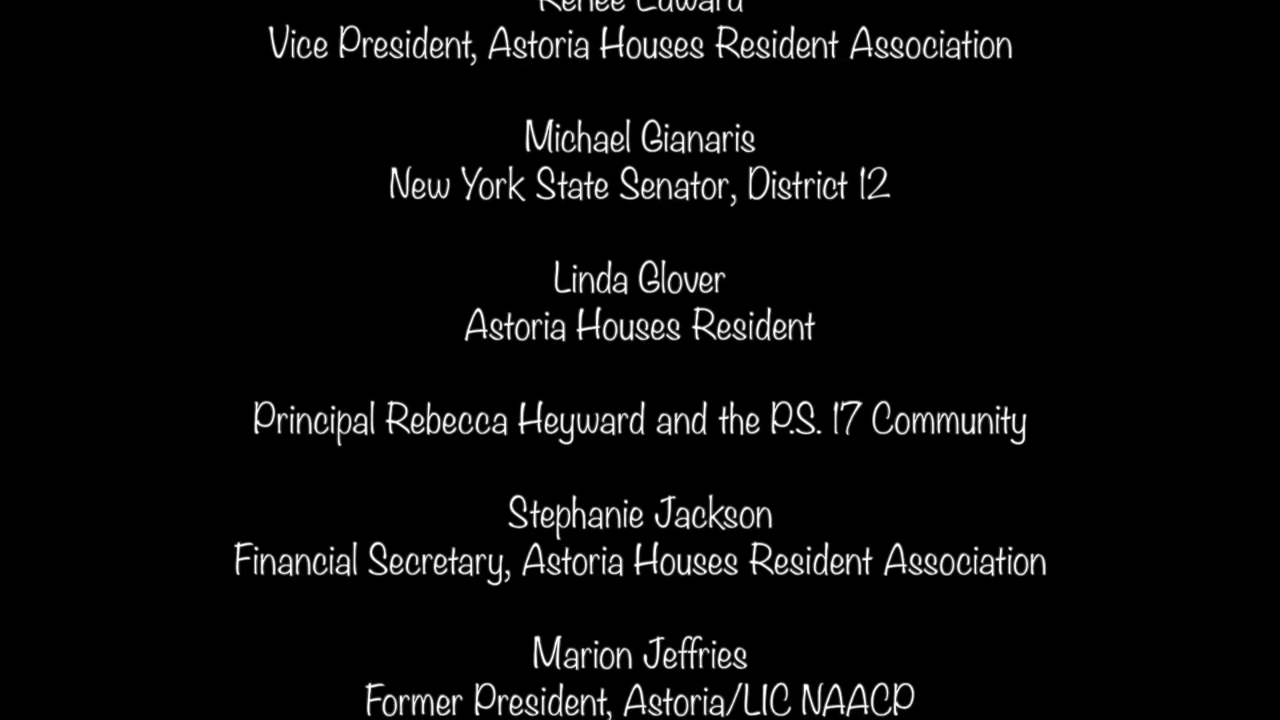 Renee Edward
Vice President, Astoria Houses Resident Association
Michael Gianaris
New York State Senator, District 12
Linda Glover
Astoria Houses Resident
Principal Rebecca Heyward and the P.S. 17 Community
Stephanie Jackson
Financial Secretary, Astoria Houses Resident Association
Marion Jeffries
Former President, Astoria/LIC NAACP